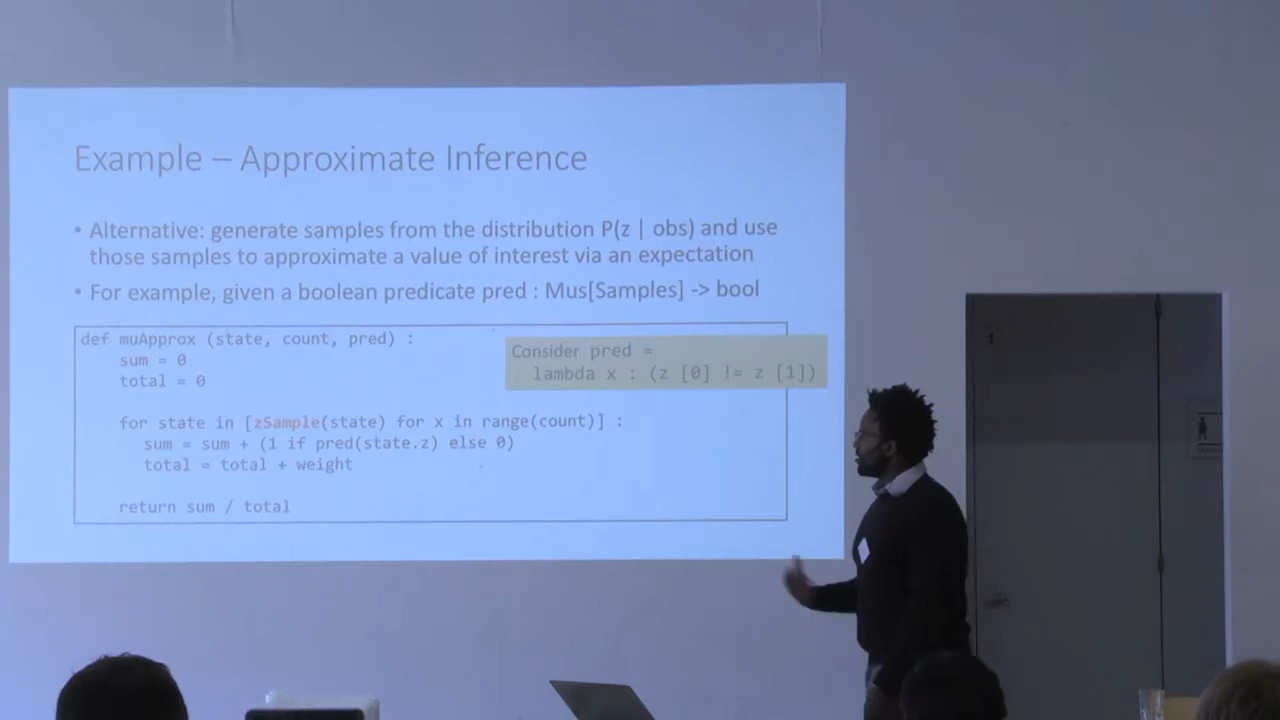 Example – Approximate Inference
• Alternative: generate samples from the distribution P(z | obs) and use
those samples to approximate a value of interest via an expectation
• For example, given a boolean predicate pred : Mus[Samples] -> bool
def muApprox (state, count, pred) :
sum = 0
total = 0
for state in [zSample(state) for x in range(count)] :
sum = sum + (1 if pred(state.z) else 0)
total = total + weight
return sum / total
Consider pred =
lambda x : (z [0] != z [1])
1